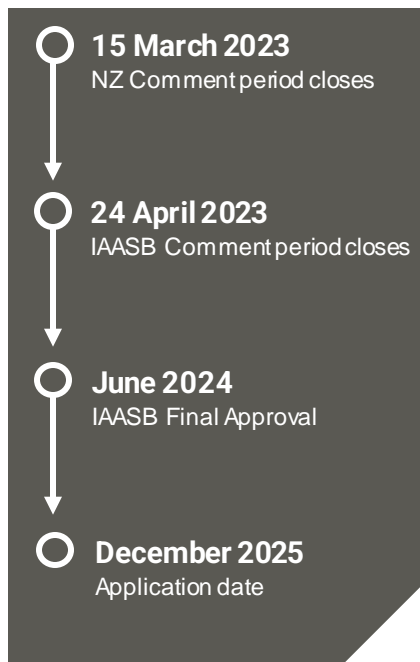 15 March 2023
NZ Comment period closes
24 April 2023
IAASB Comment period closes
June 2024
IAASB Final Approval
December 2025
Application date